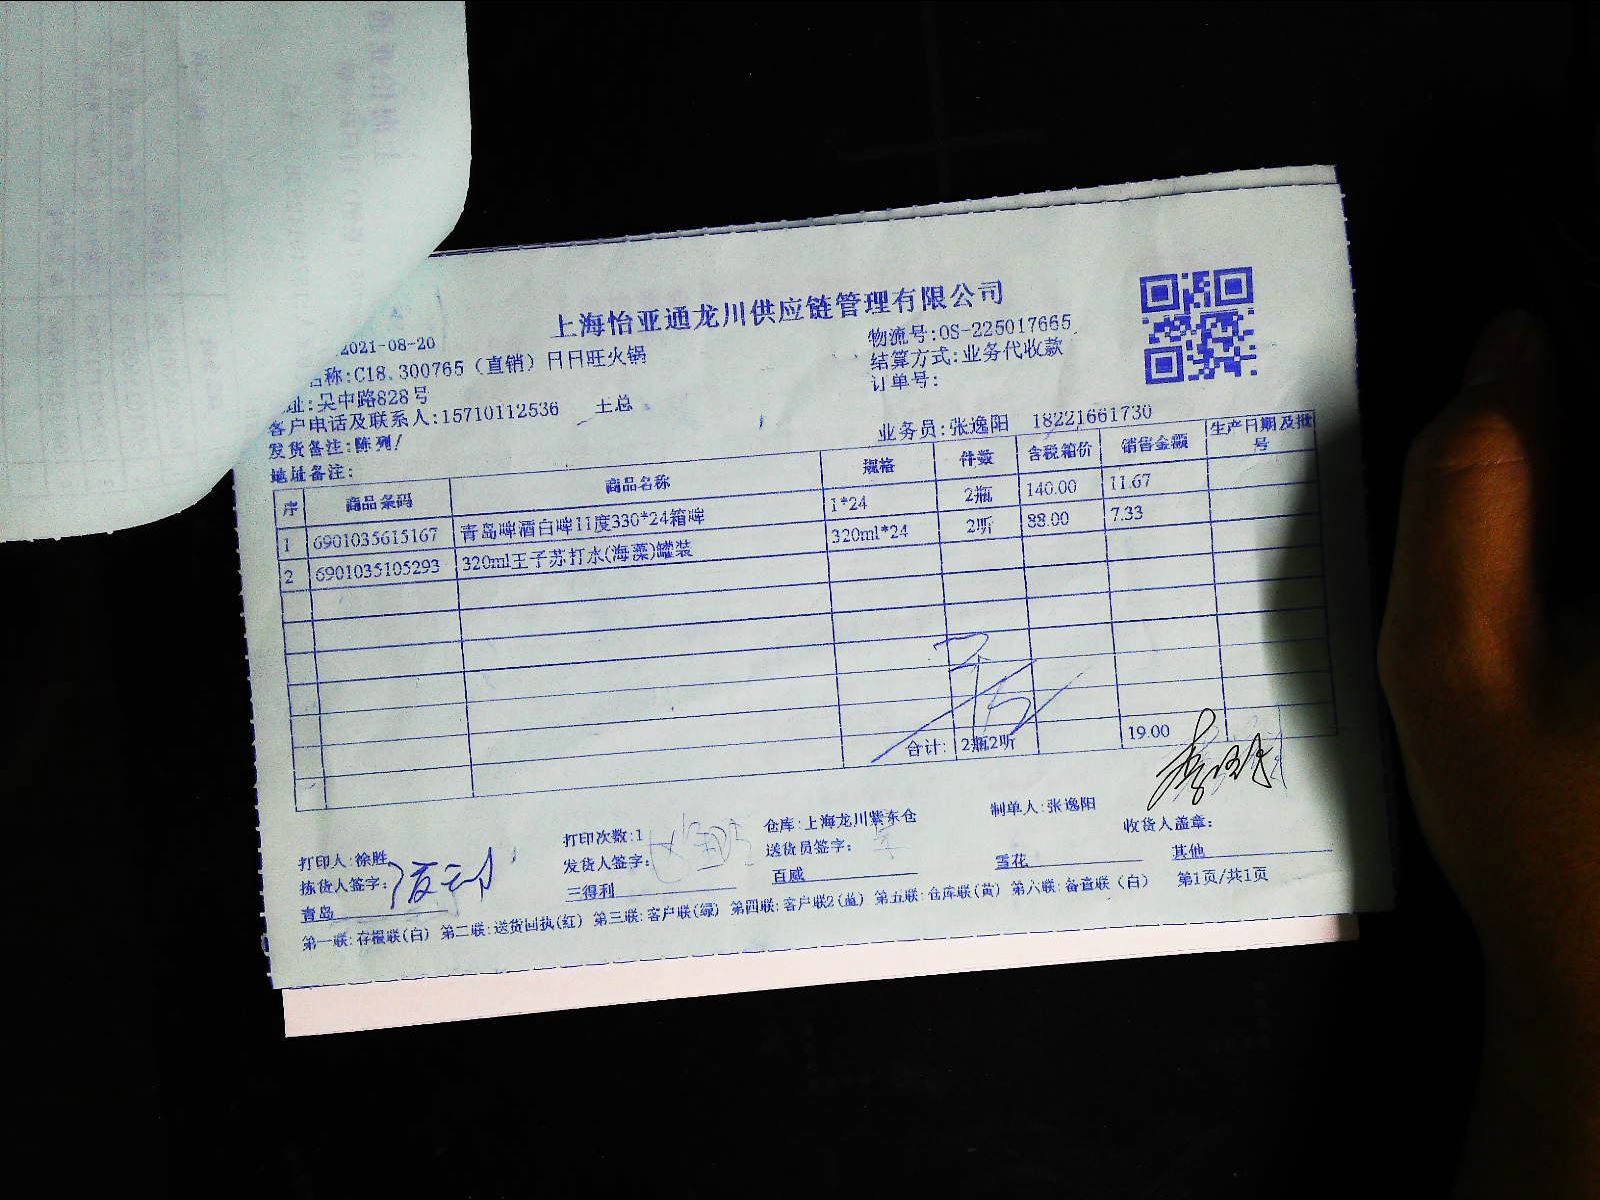 上海怡亚通龙川供应链管理有限公司
2021-08-20
物流号:OS-225017665
称:C18.300765（直销）日日旺火锅
结算方式:业务代收款
址:吴中路828号
订单号:
客户电话及联系人:15710112536 王总
业务员:张逸阳 18221661730
发货备注:陈列/
地址备注:
序 商品条码 商品名称 规格 件数 含税箱价 销售金额 生产日期及批号
1 6901035615167 青岛啤酒白啤11度330*24箱啤 1*24 2瓶 140.00 11.67
2 6901035105293 320ml王子苏打水(海藻)罐装 320ml*24 2听 88.00 7.33
合计: 2瓶2听 19.00
打印人:徐胜 打印次数:1 仓库:上海龙川紫东仓 制单人:张逸阳
拣货人签字: 发货人签字: 送货员签字: 收货人盖章:
青岛 三得利 百威 雪花 其他
第一联:存根联(白) 第二联:送货回执(红) 第三联:客户联(绿) 第四联:客户联2(蓝) 第五联:仓库联(黄) 第六联:备查联（白） 第1页/共1页